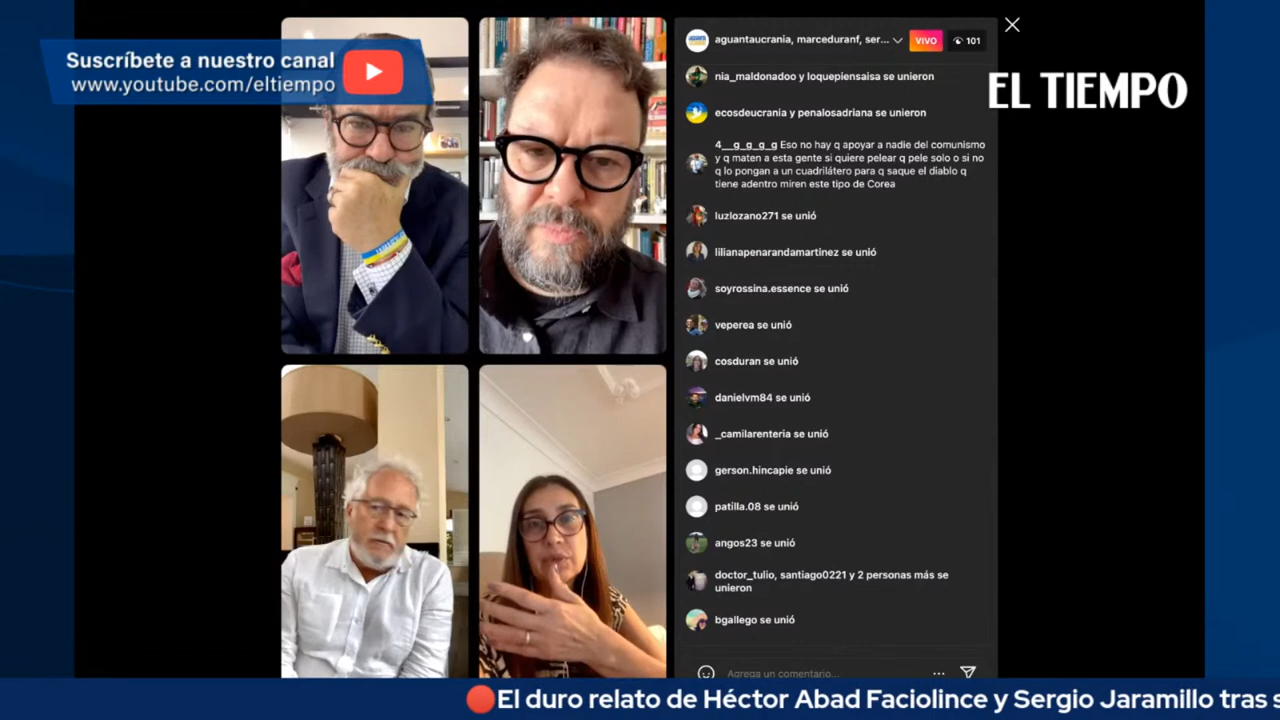 Suscríbete a nuestro canal
www.youtube.com/eltiempo
aguantaucrania, marceduranf, ser...
VIVO
101
EL TIEMPO
nia_maldonadoo y loquepiensaisa se unieron
ecosdeucrania y penalosadriana se unieron
4__g_g_g_g Eso no hay q apoyar a nadie del comunismo
y q maten a esta gente si quiere pelear q pele solo o si no
q lo pongan a un cuadrilátero para q saque el diablo q
tiene adentro miren este tipo de Corea
luzlozano271 se unió
lilianapenarandamartinez se unió
soyrossina.essence se unió
veperea se unió
cosduran se unió
danielvm84 se unió
_camilarenteria se unió
gerson.hincapie se unió
patilla.08 se unió
angos23 se unió
doctor_tulio, santiago0221 y 2 personas más se
unieron
bgallego se unió
Agrega un comentario...
El duro relato de Héctor Abad Faciolince y Sergio Jaramillo tras s